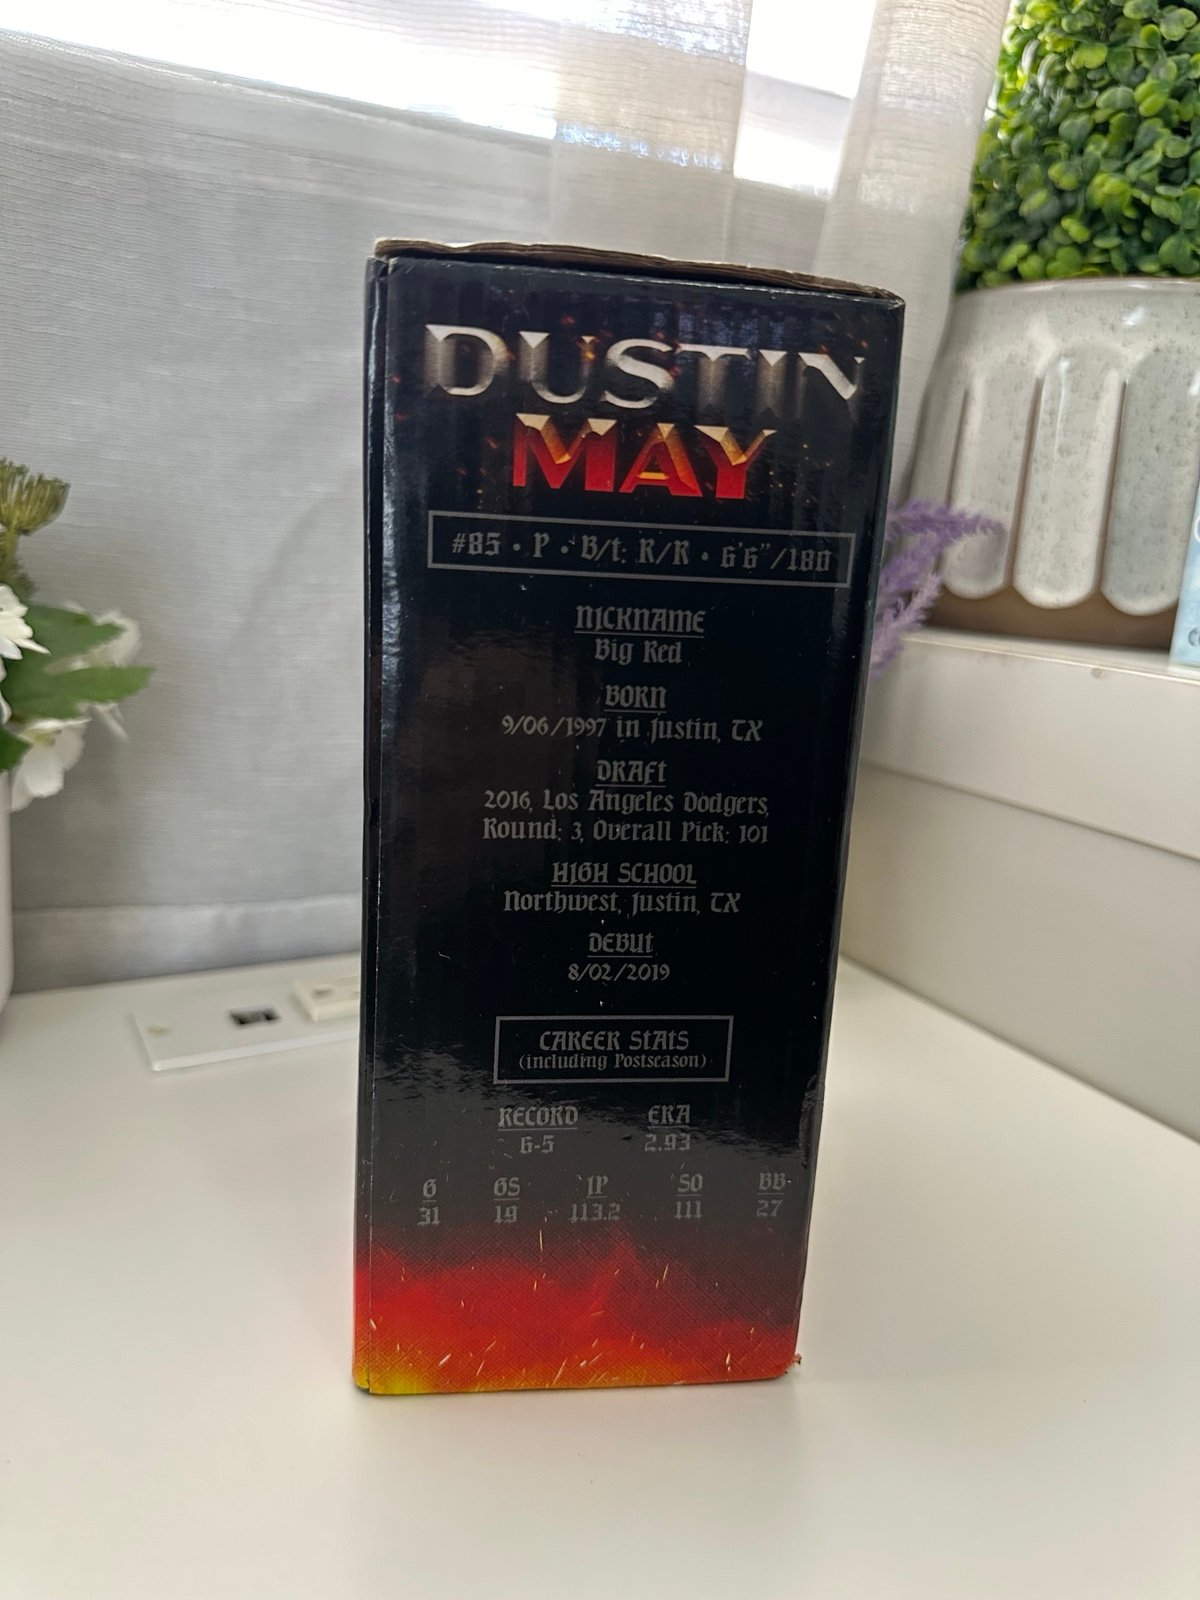 DUSTIN
MAY
#85 • P • B/t: R/R • 6'6"/180
NICKNAME
Big Red
BORN
9/06/1997 in Justin, TX
DRAFT
2016, Los Angeles Dodgers,
Round: 3, Overall Pick: 101
HIGH SCHOOL
Northwest, Justin, TX
DEBUT
8/02/2019
CAREER STATS
(including Postseason)
RECORD ERA
6-5 2.93
G GS IP SO BB
31 19 113.2 111 27